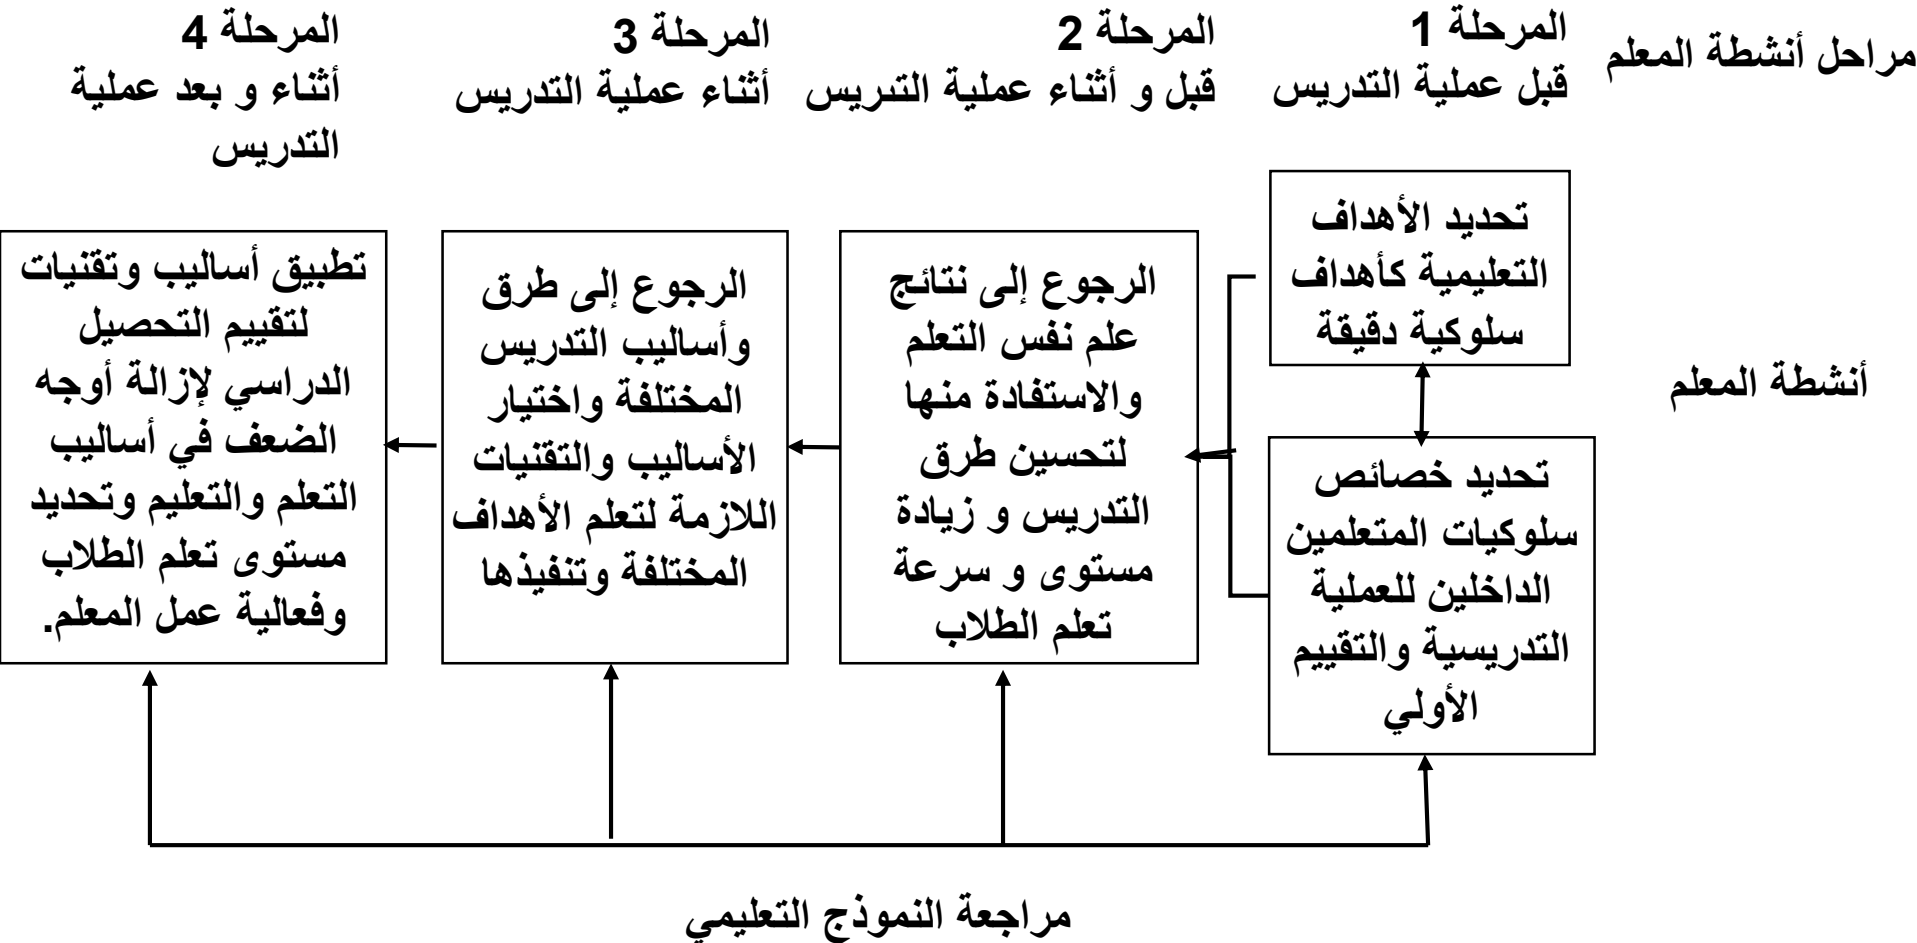 مراحل أنشطة المعلم
المرحلة 1
قبل عملية التدريس
المرحلة 2
قبل و أثناء عملية التىريس
المرحلة 3
أثناء عملية التدريس
المرحلة 4
أثناء و بعد عملية
التدريس
أنشطة المعلم
تحديد الأهداف
التعليمية كأهداف
سلوكية دقيقة
تحديد خصائص
سلوكيات المتعلمين
الداخلين للعملية
التدريسية والتقييم
الأولي
الرجوع إلى نتائج
علم نفس التعلم
والاستفادة منها
لتحسين طرق
التدريس و زيادة
مستوى و سرعة
تعلم الطلاب
الرجوع إلى طرق
وأساليب التدريس
المختلفة واختيار
الأساليب والتقنيات
اللازمة لتعلم الأهداف
المختلفة وتنفيذها
تطبيق أساليب وتقنيات
لتقييم التحصيل
الدراسي لإزالة أوجه
الضعف في أساليب
التعلم والتعليم وتحديد
مستوى تعلم الطلاب
وفعالية عمل المعلم.
مراجعة النموذج التعليمي